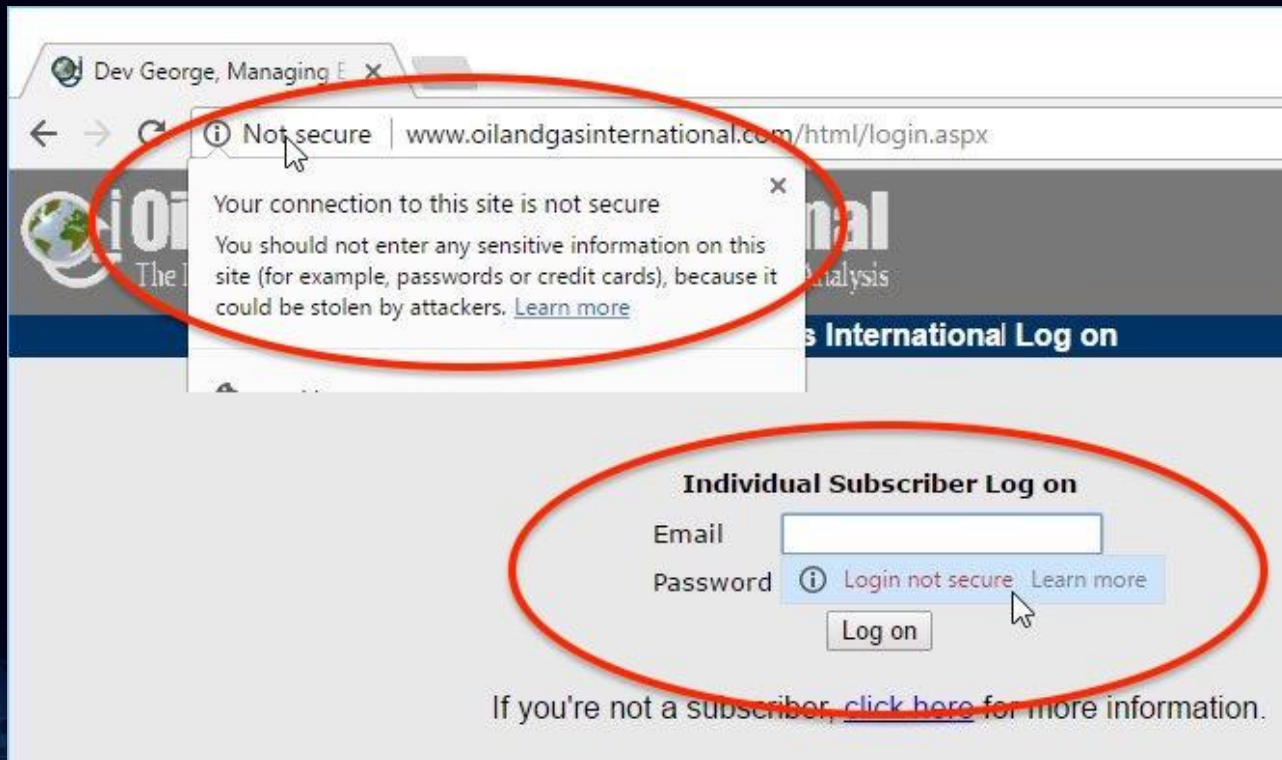 Dev George, Managing E
Not secure | www.oilandgasinternational.com/html/login.aspx
Your connection to this site is not secure
You should not enter any sensitive information on this
site (for example, passwords or credit cards), because it
could be stolen by attackers. Learn more
The
Analysis
International Log on
Individual Subscriber Log on
Email
Password Login not secure Learn more
Log on
If you're not a subscriber, click here for more information.